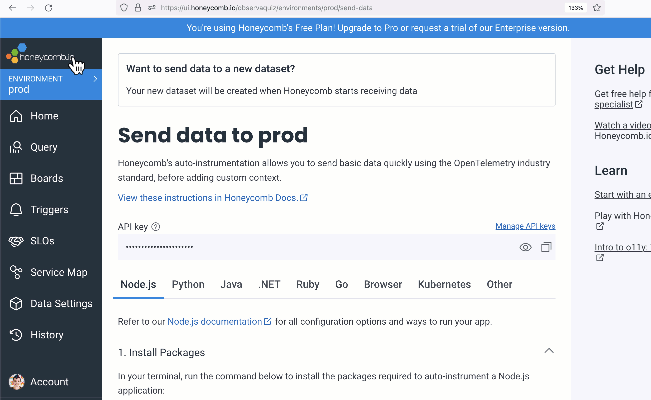 https://ui.honeycomb.io/observaquiz/environments/prod/send-data
133%
You're using Honeycomb's Free Plan! Upgrade to Pro or request a trial of our Enterprise version.
honeycomb.io
ENVIRONMENT
prod
Home
Query
Boards
Triggers
SLOs
Service Map
Data Settings
History
Account
Want to send data to a new dataset?
Your new dataset will be created when Honeycomb starts receiving data
Send data to prod
Honeycomb's auto-instrumentation allows you to send basic data quickly using the OpenTelemetry industry
standard, before adding custom context.
View these instructions in Honeycomb Docs.
API key
Manage API keys
••••••••••••••••••••••
Node.js Python Java .NET Ruby Go Browser Kubernetes Other
Refer to our Node.js documentation for all configuration options and ways to run your app.
1. Install Packages
In your terminal, run the command below to install the packages required to auto-instrument a Node.js
application:
Get Help
Get free help f
specialist
Watch a video
Honeycomb.io
Learn
Start with an e
Play with Hon
Intro to o11y: